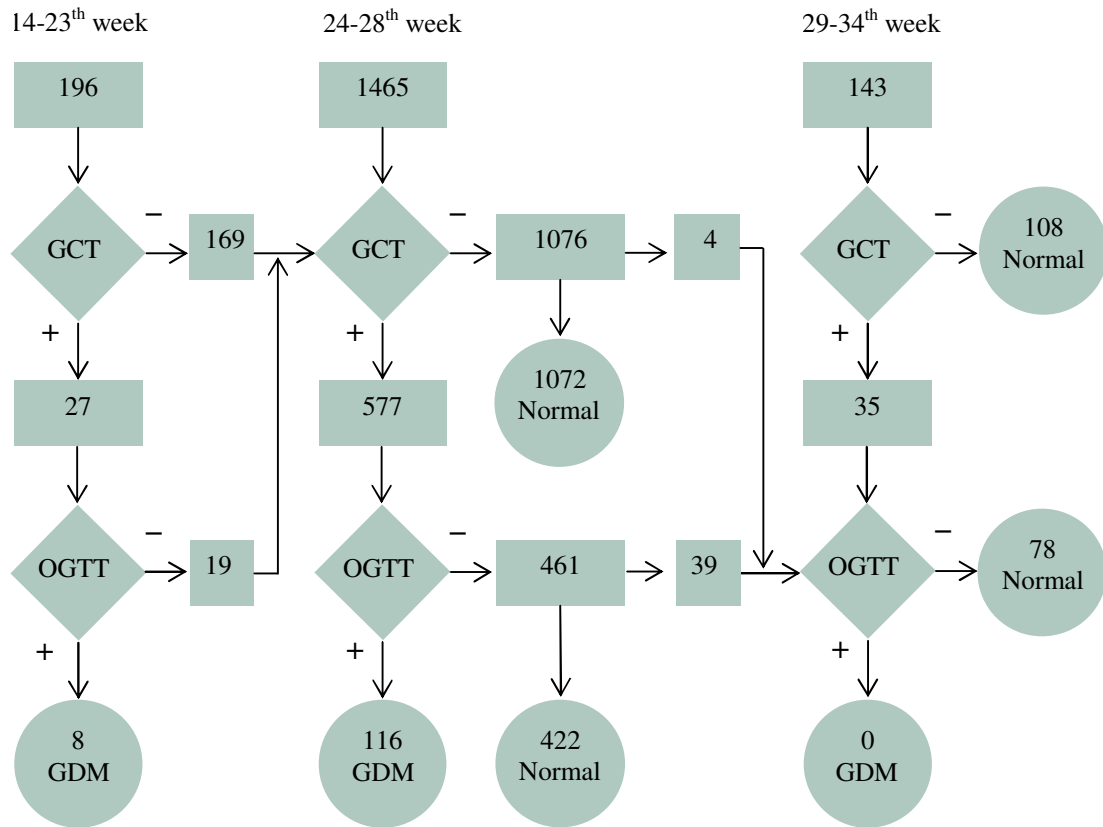 14-23th week
24-28th week
29-34th week
196
1465
143
GCT
−
169
GCT
−
1076
4
GCT
−
108
Normal
+
+
1072
Normal
+
27
577
35
OGTT
−
19
OGTT
−
461
39
OGTT
−
78
Normal
+
+
+
8
GDM
116
GDM
422
Normal
0
GDM